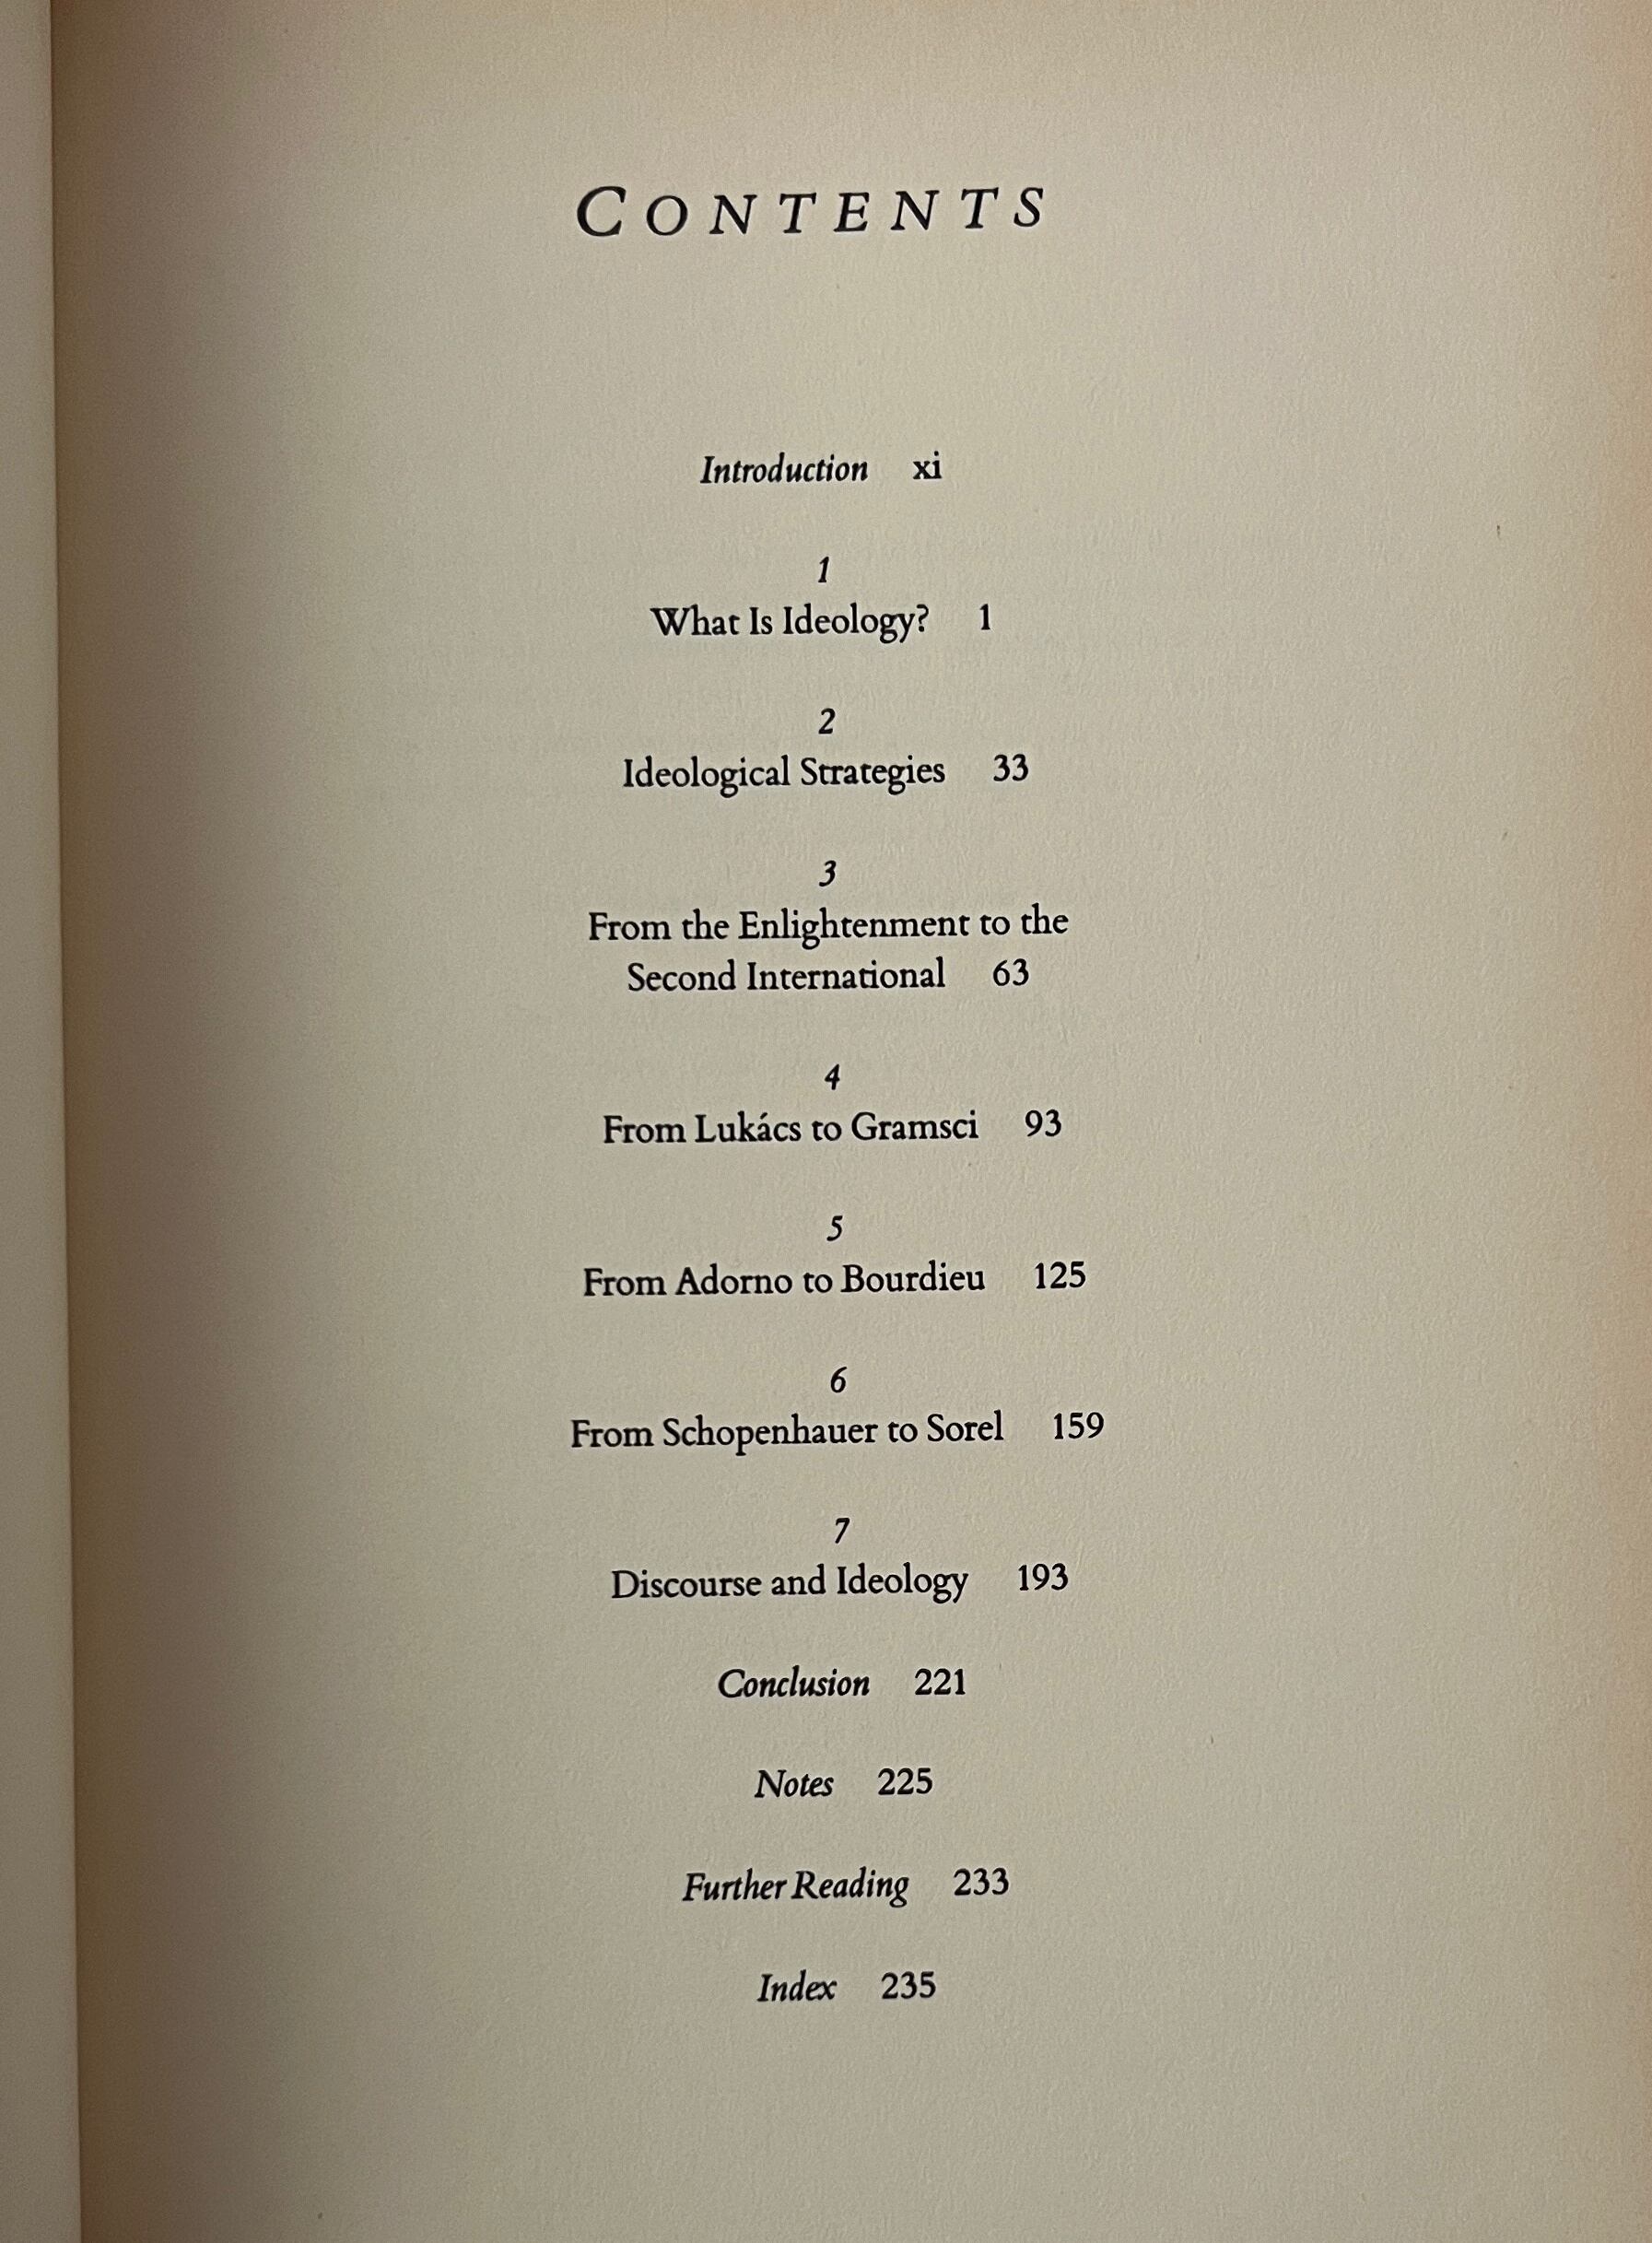 CONTENTS
Introduction xi
1
What Is Ideology? 1
2
Ideological Strategies 33
3
From the Enlightenment to the
Second International 63
4
From Lukács to Gramsci 93
5
From Adorno to Bourdieu 125
6
From Schopenhauer to Sorel 159
7
Discourse and Ideology 193
Conclusion 221
Notes 225
Further Reading 233
Index 235